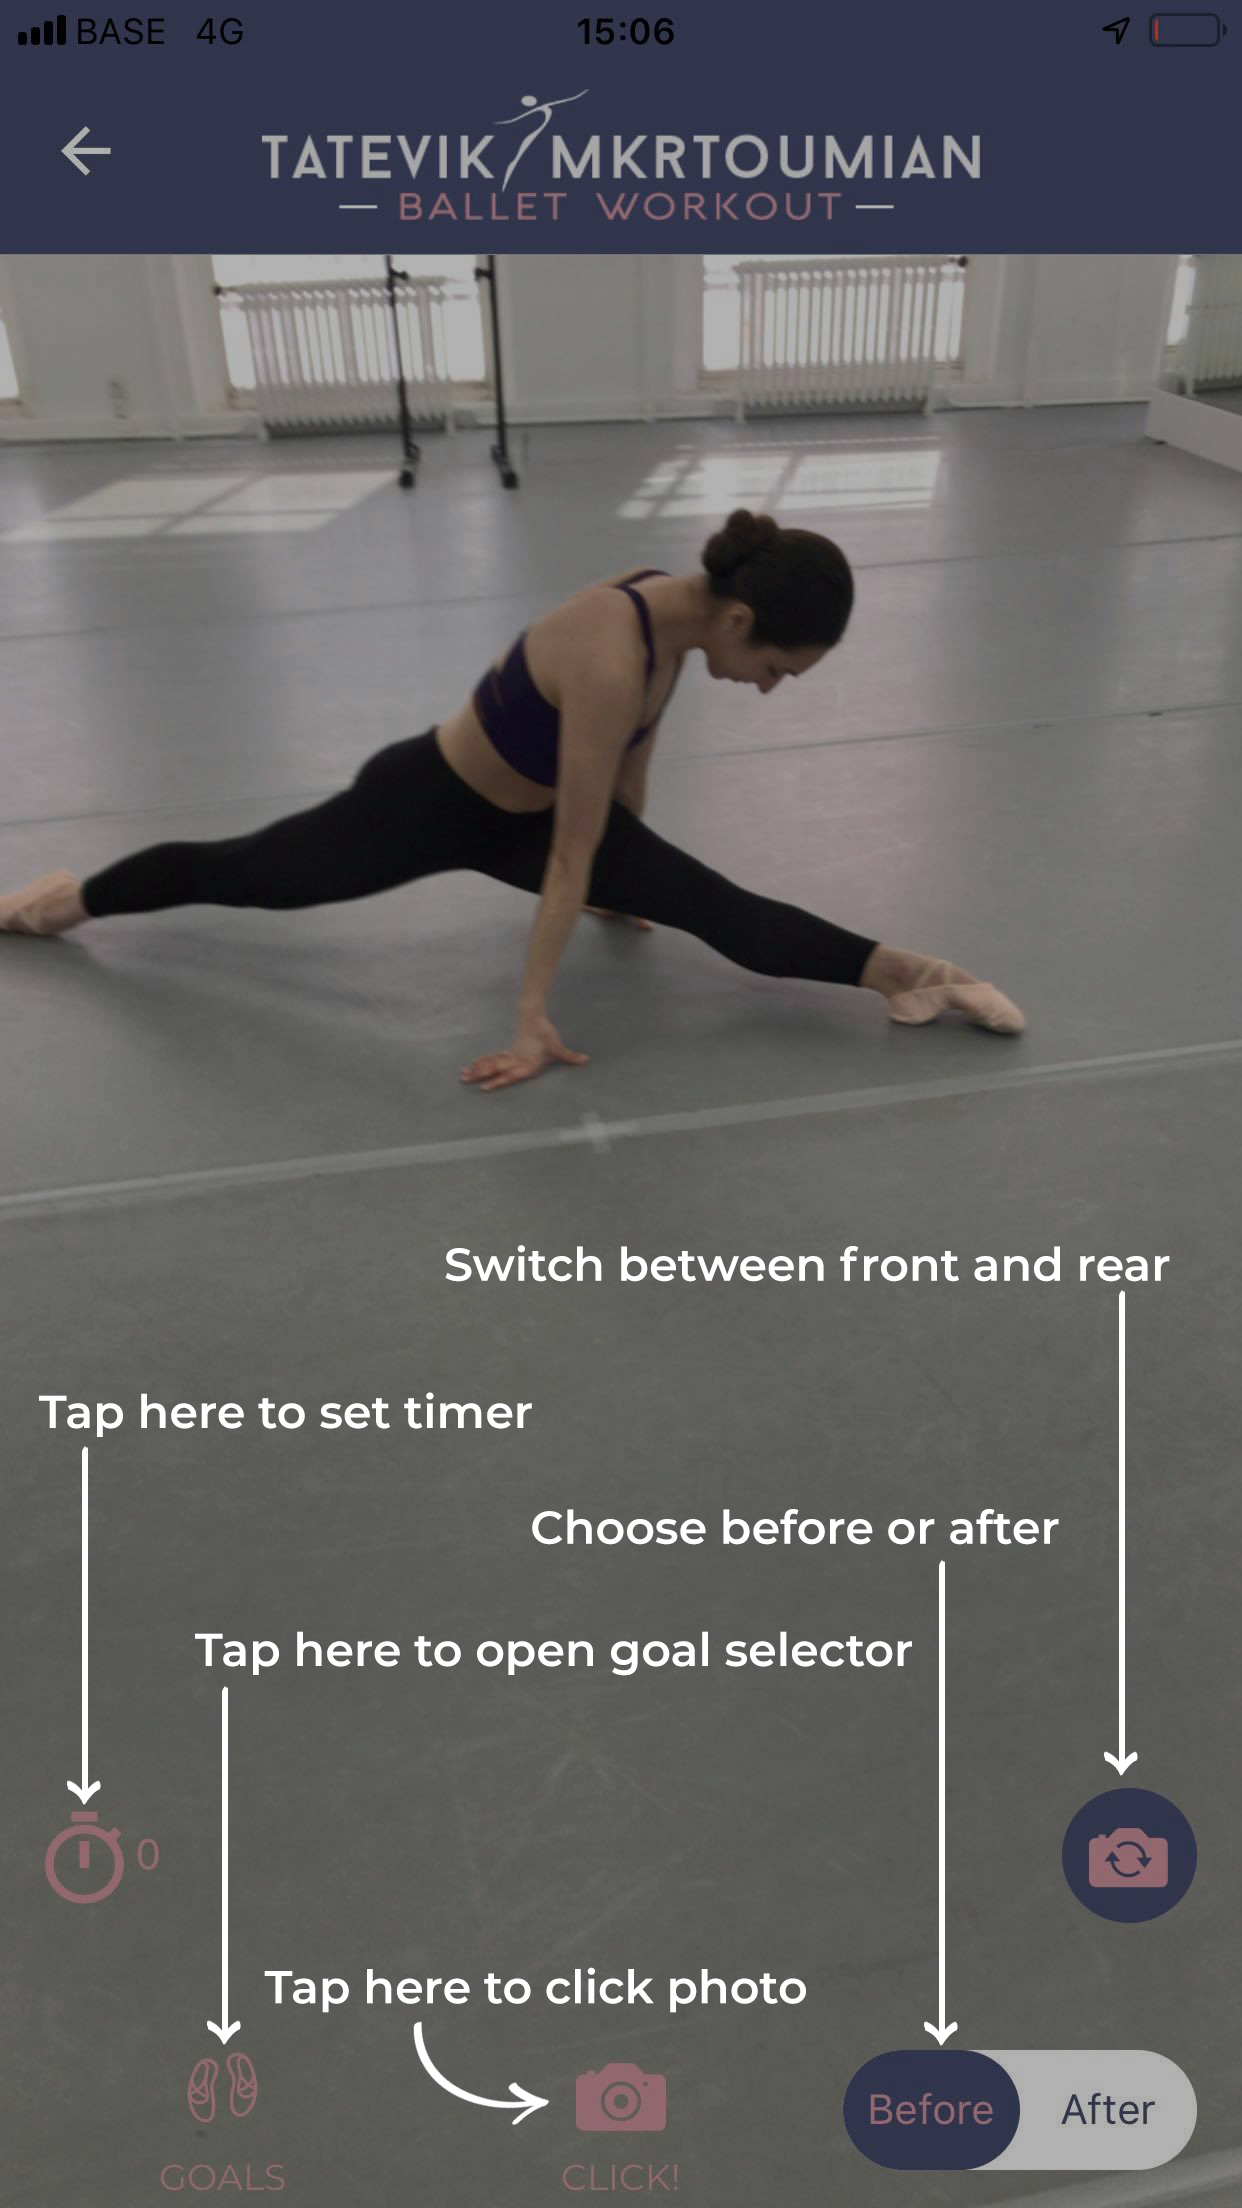 BASE 4G 15:06
TATEVIK MKRTOUMIAN
BALLET WORKOUT
Switch between front and rear
Tap here to set timer
Choose before or after
Tap here to open goal selector
0
Tap here to click photo
Before After
GOALS CLICK!